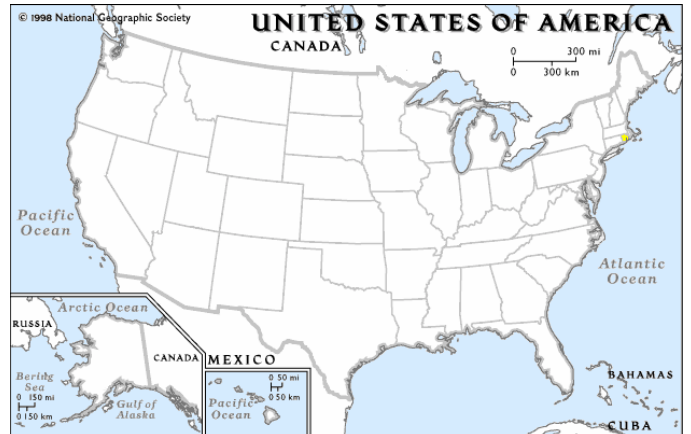 © 1998 National Geographic Society
UNITED STATES OF AMERICA
CANADA
0 300 mi
0 300 km
Pacific
Ocean
Atlantic
Ocean
Arctic Ocean
RUSSIA
CANADA
MEXICO
Bering
Sea
0 150 mi
0 150 km
Gulf of
Alaska
0 50 mi
0 50 km
Pacific
Ocean
BAHAMAS
CUBA